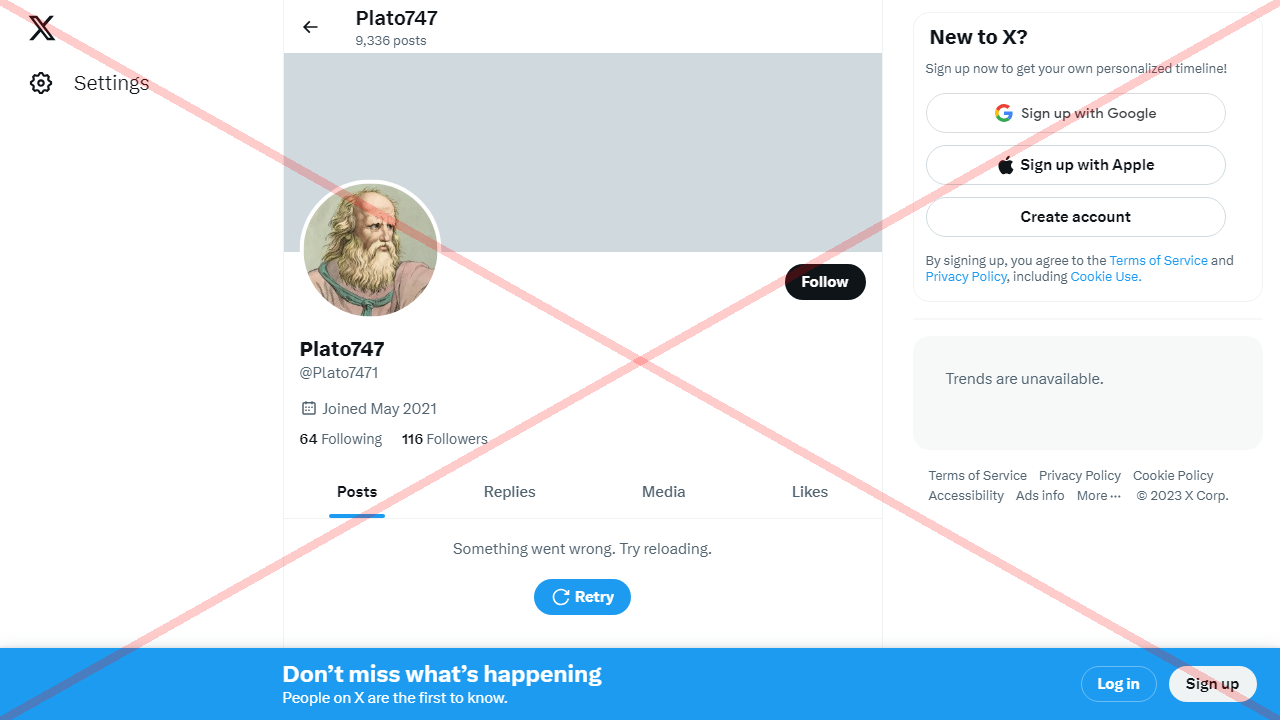 Settings
Plato747
9,336 posts
Follow
Plato747
@Plato7471
Joined May 2021
64 Following 116 Followers
Posts Replies Media Likes
Something went wrong. Try reloading.
Retry
New to X?
Sign up now to get your own personalized timeline!
Sign up with Google
Sign up with Apple
Create account
By signing up, you agree to the Terms of Service and
Privacy Policy, including Cookie Use.
Trends are unavailable.
Terms of Service Privacy Policy Cookie Policy
Accessibility Ads info More ··· © 2023 X Corp.
Don’t miss what’s happening
People on X are the first to know.
Log in Sign up